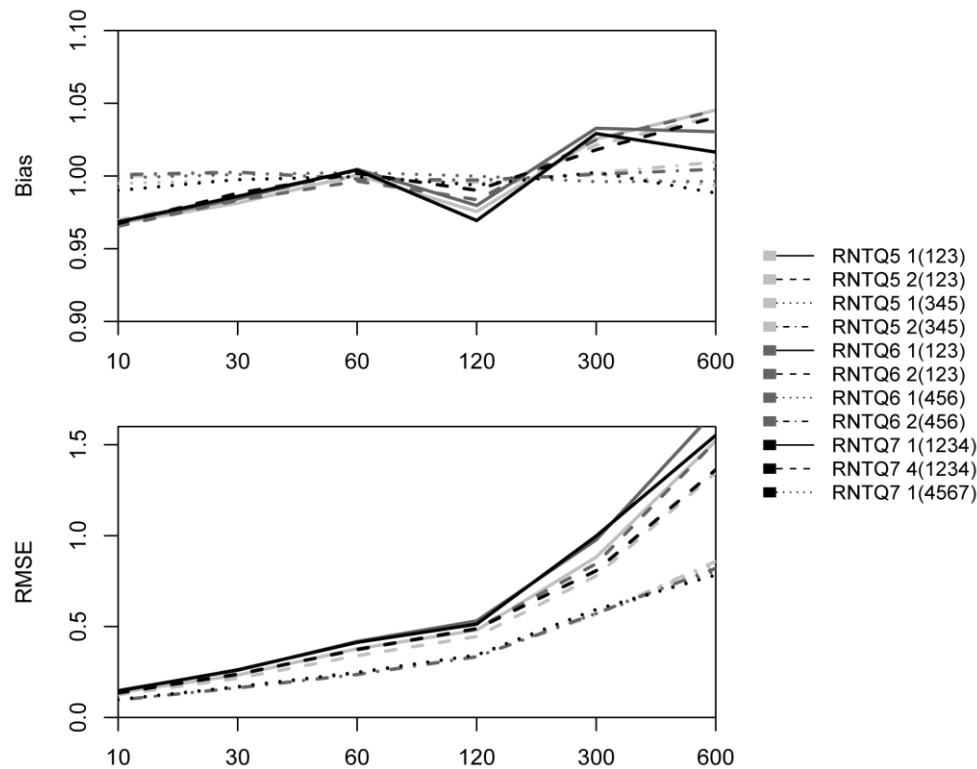 Bias
1.10
1.05
1.00
0.95
0.90
10 30 60 120 300 600
RMSE
1.5
1.0
0.5
0.0
10 30 60 120 300 600
RNTQ5 1(123)
RNTQ5 2(123)
RNTQ5 1(345)
RNTQ5 2(345)
RNTQ6 1(123)
RNTQ6 2(123)
RNTQ6 1(456)
RNTQ6 2(456)
RNTQ7 1(1234)
RNTQ7 4(1234)
RNTQ7 1(4567)